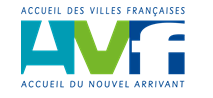 ACCUEIL DES VILLES FRANÇAISES
AVf
ACCUEIL DU NOUVEL ARRIVANT